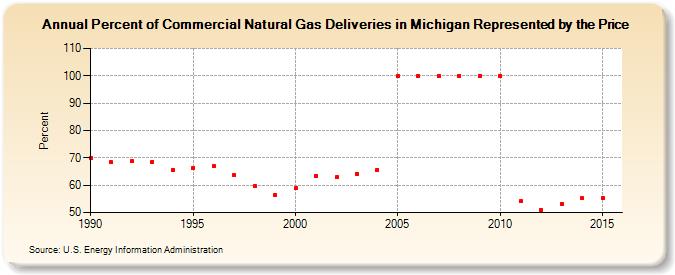 Annual Percent of Commercial Natural Gas Deliveries in Michigan Represented by the Price
110
100
90
80
70
60
50
Percent
1990 1995 2000 2005 2010 2015
Source: U.S. Energy Information Administration